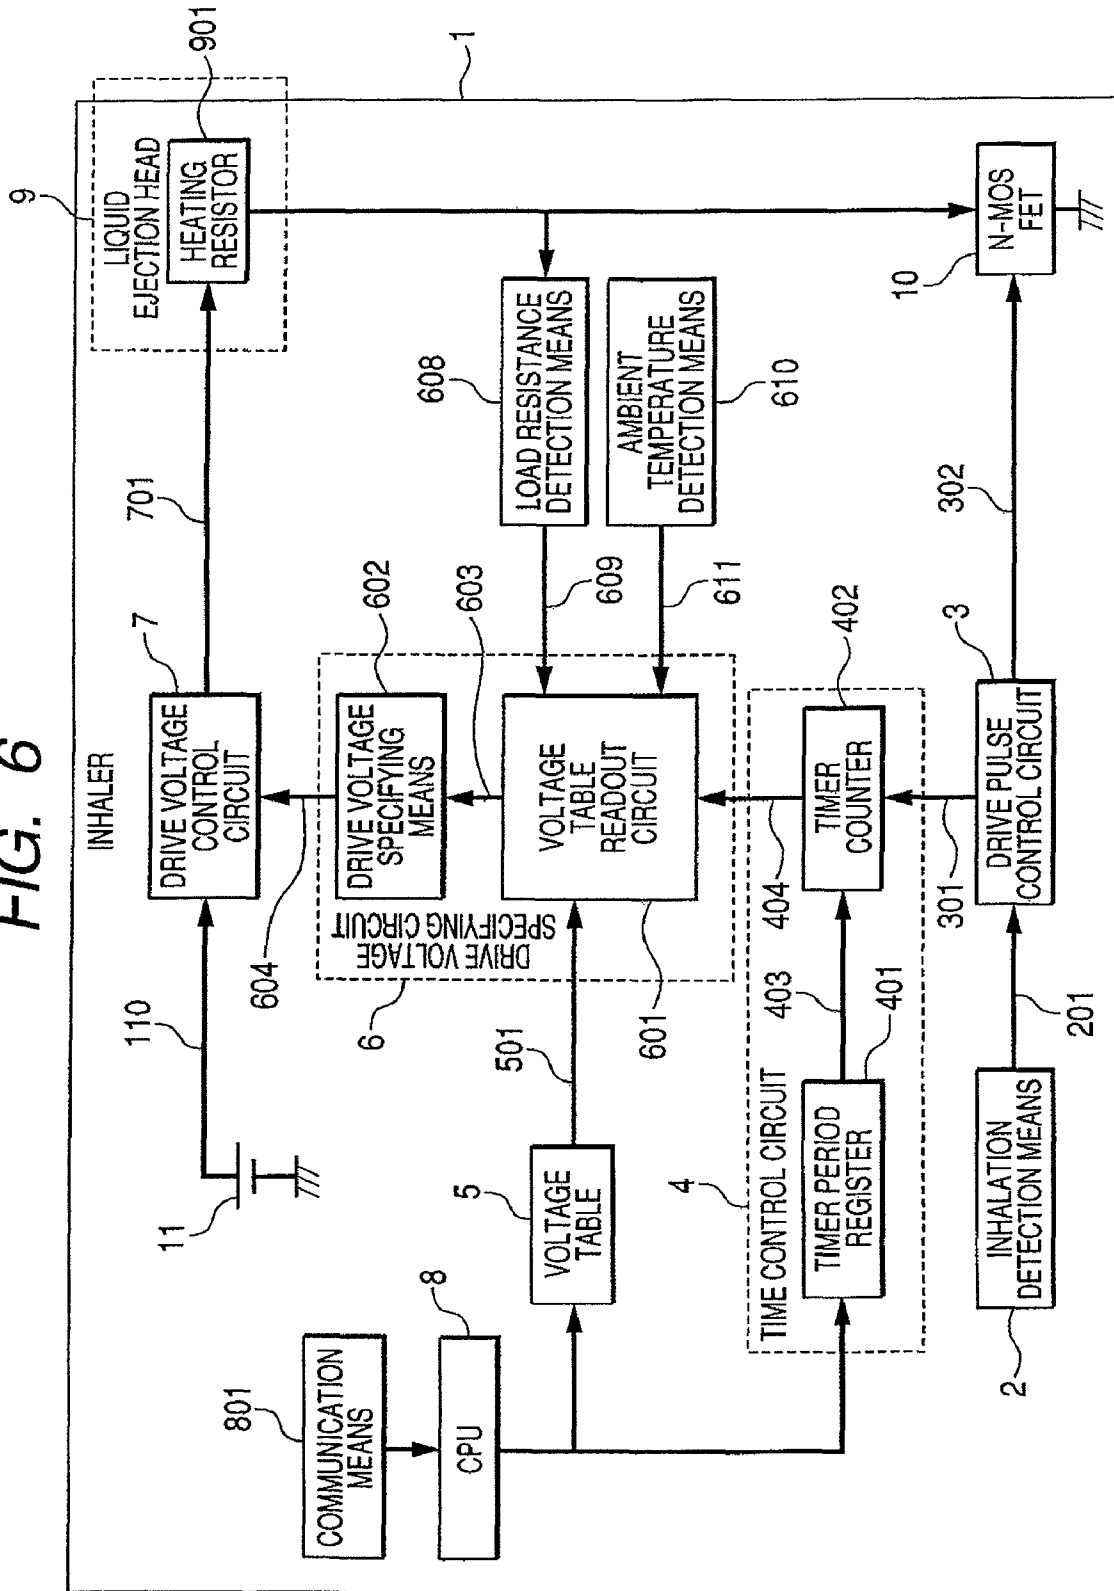 FIG. 6
INHALER
1
9
LIQUID
EJECTION HEAD
HEATING
RESISTOR
901
110
11
7
DRIVE VOLTAGE
CONTROL
CIRCUIT
701
604
602
DRIVE VOLTAGE
SPECIFYING
MEANS
603
DRIVE VOLTAGE
SPECIFYING CIRCUIT
6
VOLTAGE
TABLE
READOUT
CIRCUIT
601
608
LOAD RESISTANCE
DETECTION MEANS
609
AMBIENT
TEMPERATURE
DETECTION MEANS
610
611
801
COMMUNICATION
MEANS
8
CPU
5
VOLTAGE
TABLE
501
4
TIME CONTROL CIRCUIT
TIMER PERIOD
REGISTER
401
403
TIMER
COUNTER
402
404
2
INHALATION
DETECTION MEANS
201
301
DRIVE PULSE
CONTROL CIRCUIT
3
302
10
N-MOS
FET